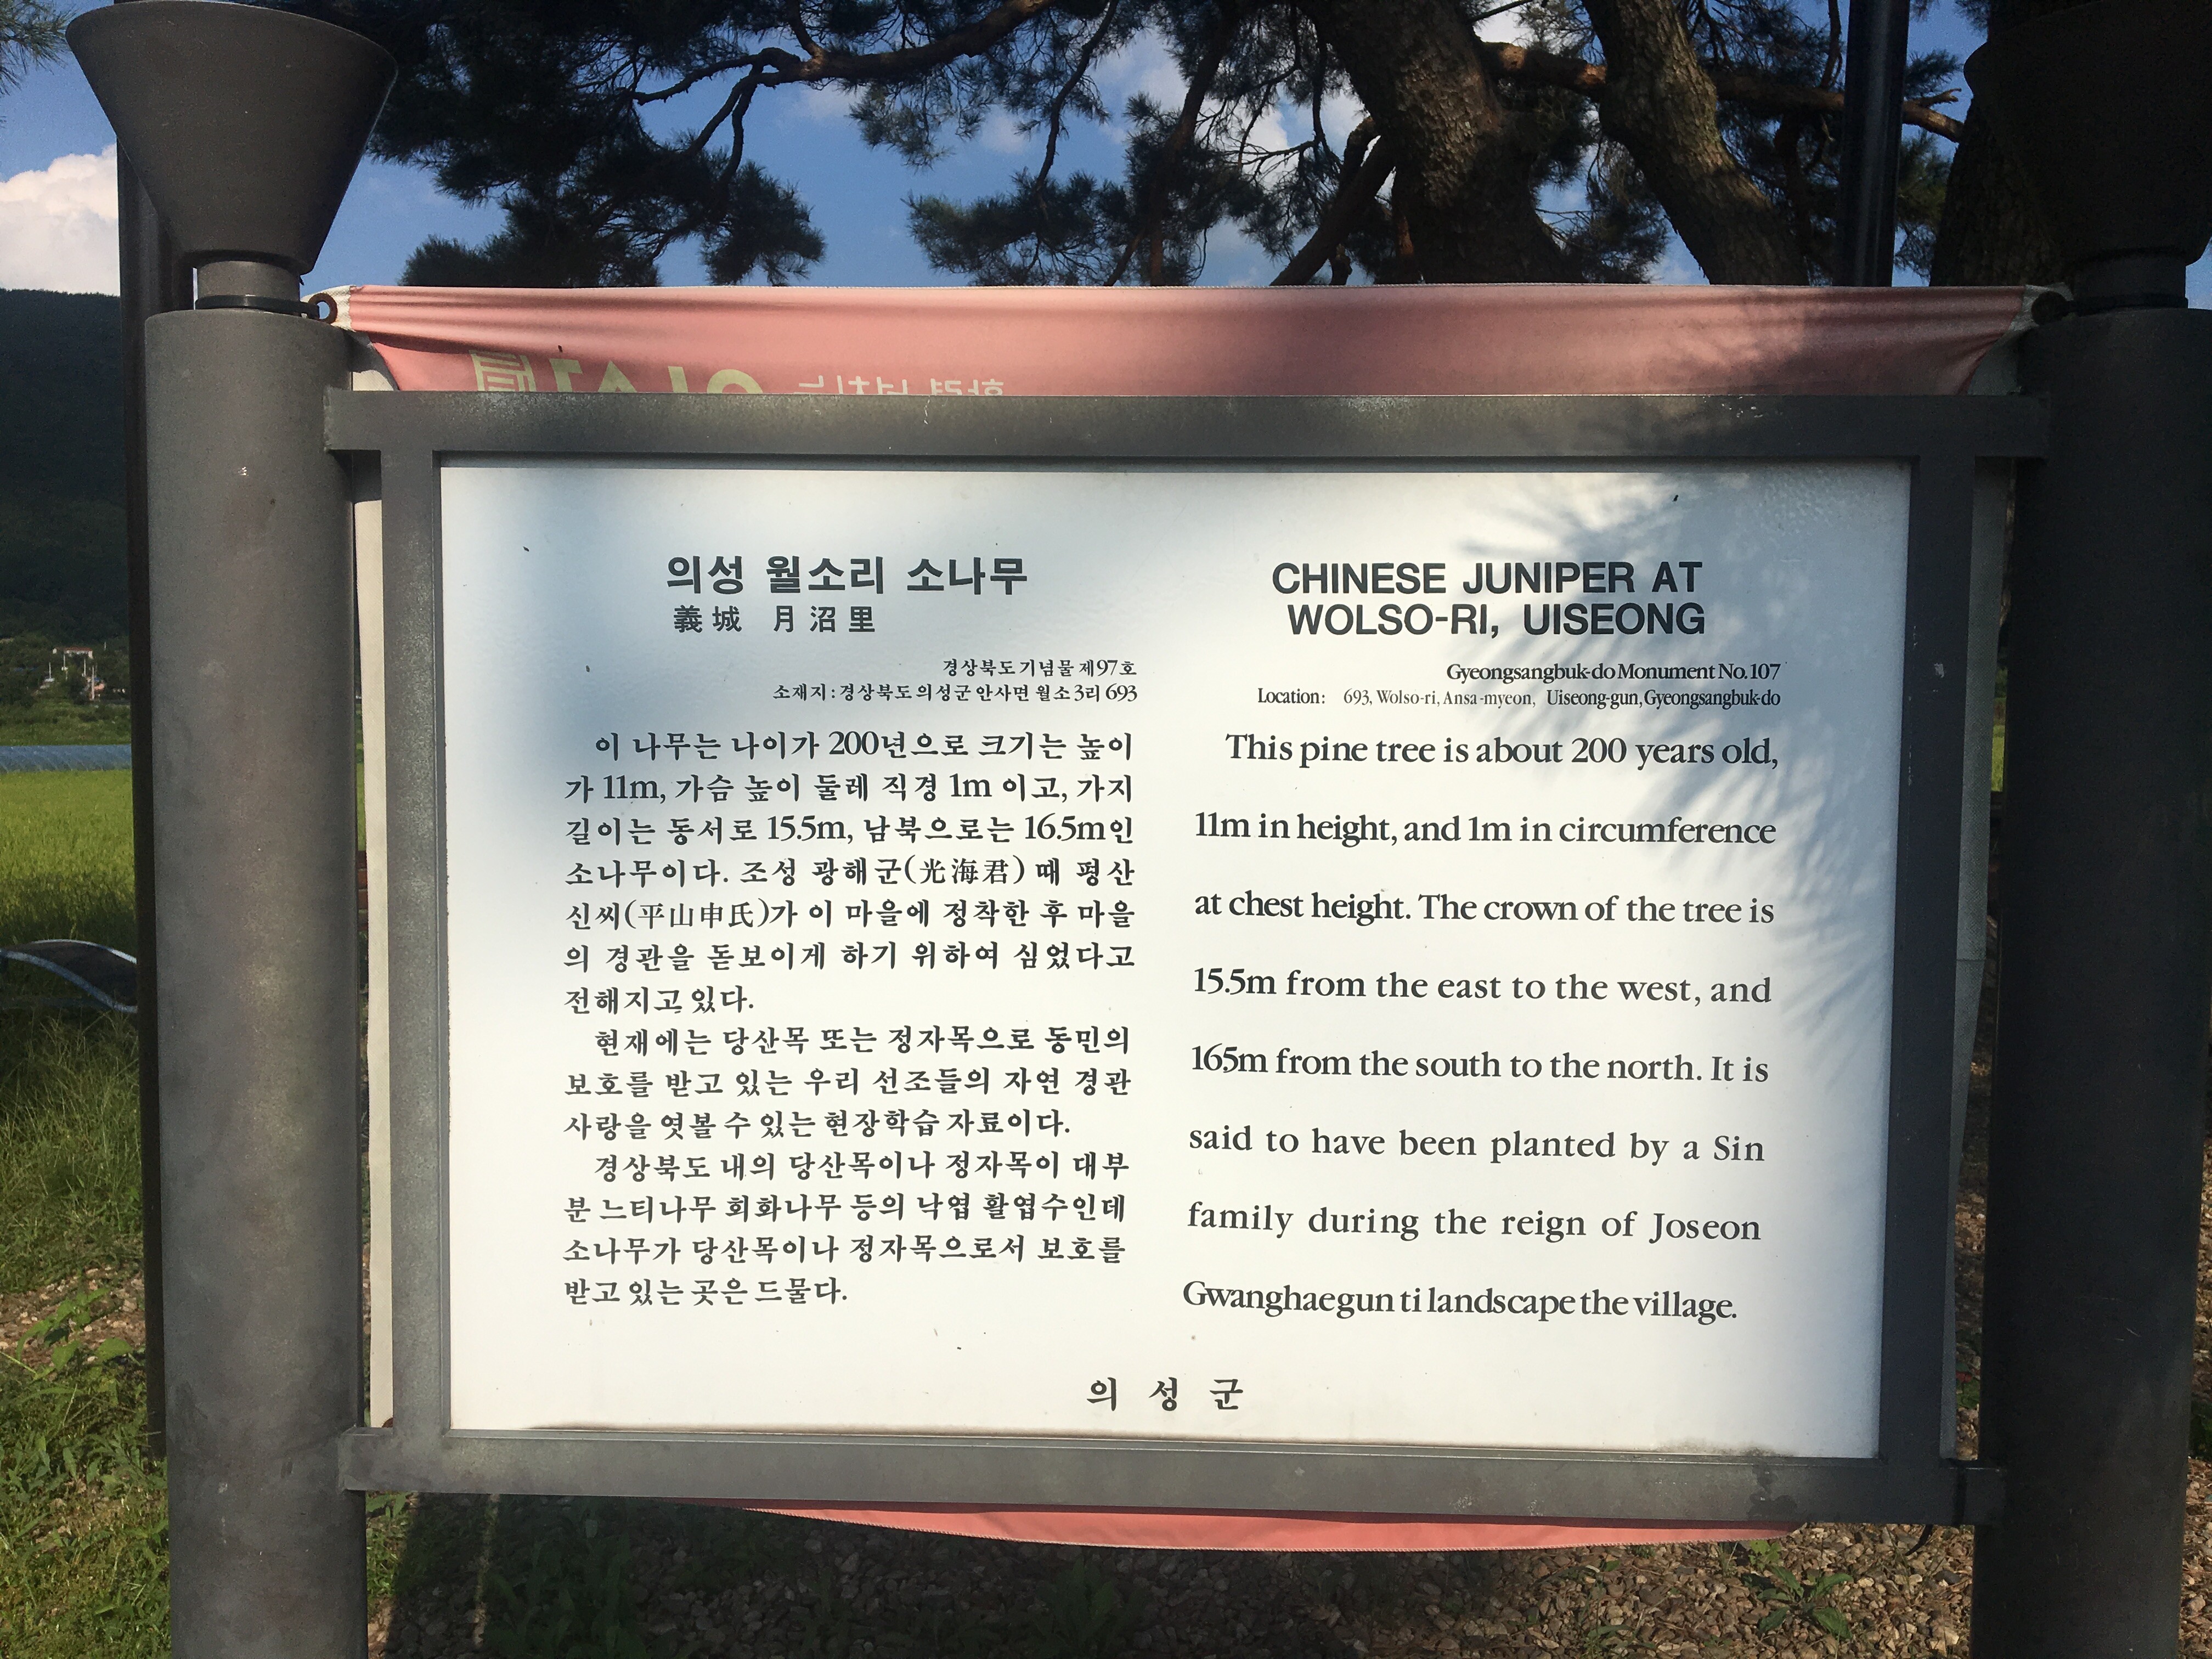 의성 월소리 소나무
義城 月沼里
경상북도 기념물 제97호
소재지 : 경상북도 의성군 안사면 월소3리 693
이 나무는 나이가 200년으로 크기는 높이
가 11m, 가슴 높이 둘레 직경 1m 이고, 가지
길이는 동서로 15.5m, 남북으로는 16.5m인
소나무이다. 조성 광해군(光海君) 때 평산
신씨(平山申氏)가 이 마을에 정착한 후 마을
의 경관을 돋보이게 하기 위하여 심었다고
전해지고 있다.
현재에는 당산목 또는 정자목으로 동민의
보호를 받고 있는 우리 선조들의 자연 경관
사랑을 엿볼 수 있는 현장학습 자료이다.
경상북도 내의 당산목이나 정자목이 대부
분 느티나무 회화나무 등의 낙엽 활엽수인데
소나무가 당산목이나 정자목으로서 보호를
받고 있는 곳은 드물다.
CHINESE JUNIPER AT
WOLSO-RI, UISEONG
Gyeongsangbuk-do Monument No. 107
Location : 693, Wolso-ri, Ansa-myeon, Uiseong-gun, Gyeongsangbuk-do
This pine tree is about 200 years old,
11m in height, and 1m in circumference
at chest height. The crown of the tree is
15.5m from the east to the west, and
16.5m from the south to the north. It is
said to have been planted by a Sin
family during the reign of Joseon
Gwanghaegun ti landscape the village.
의 성 군